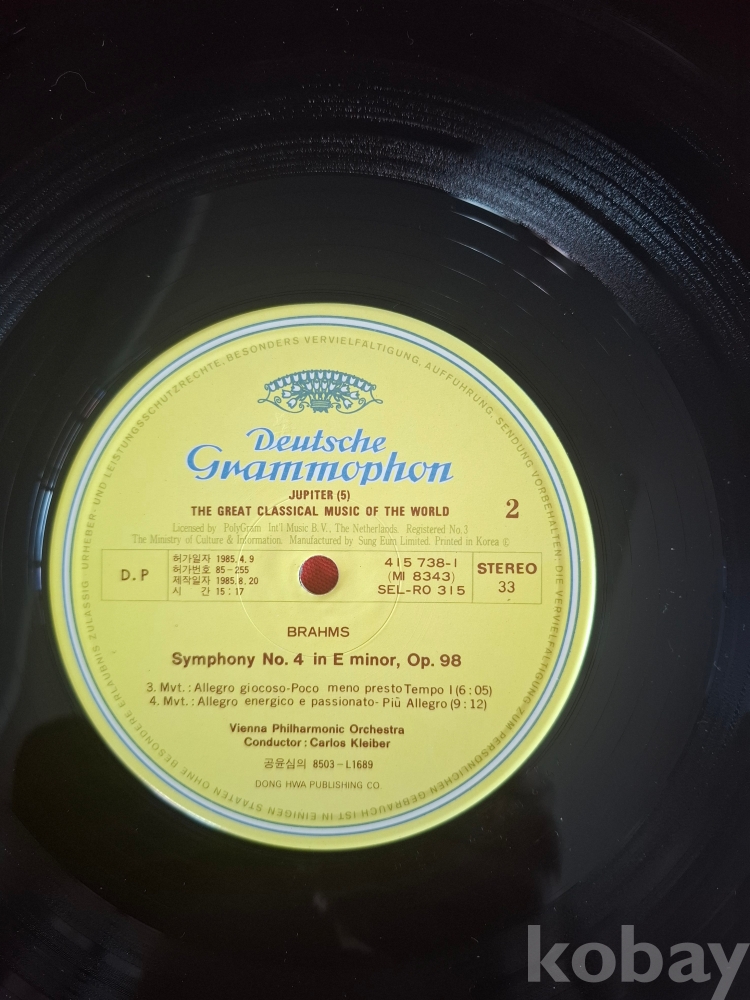 URHEBER- UND LEISTUNGSSCHUTZRECHTE, BESONDERS VERVIELFÄLTIGUNG, AUFFÜHRUNG, SENDUNG VORBEHALTEN· DIE VERVIELFÄLTIGUNG ZUM PERSÖNLICHEN GEBRAUCH IST IN EINIGEN STAATEN OHNE BESONDERE ERLAUBNIS ZULÄSSIG
Deutsche
Grammophon
JUPITER (5)
THE GREAT CLASSICAL MUSIC OF THE WORLD
2
Licensed by PolyGram Int'l Music B.V., The Netherlands. Registered No.3
The Ministry of Culture & Information. Manufactured by Sung Eum Limited. Printed in Korea ©
D.P
허가일자 1985.4.9
허가번호 85-255
제작일자 1985.8.20
시 간 15:17
415 738-1
(MI 8343)
SEL-RO 315
STEREO
33
BRAHMS
Symphony No. 4 in E minor, Op. 98
3. Mvt.: Allegro giocoso-Poco meno presto Tempo I (6:05)
4. Mvt.: Allegro energico e passionato- Più Allegro (9:12)
Vienna Philharmonic Orchestra
Conductor: Carlos Kleiber
공윤심의 8503-L1689
DONG HWA PUBLISHING CO.
kobay